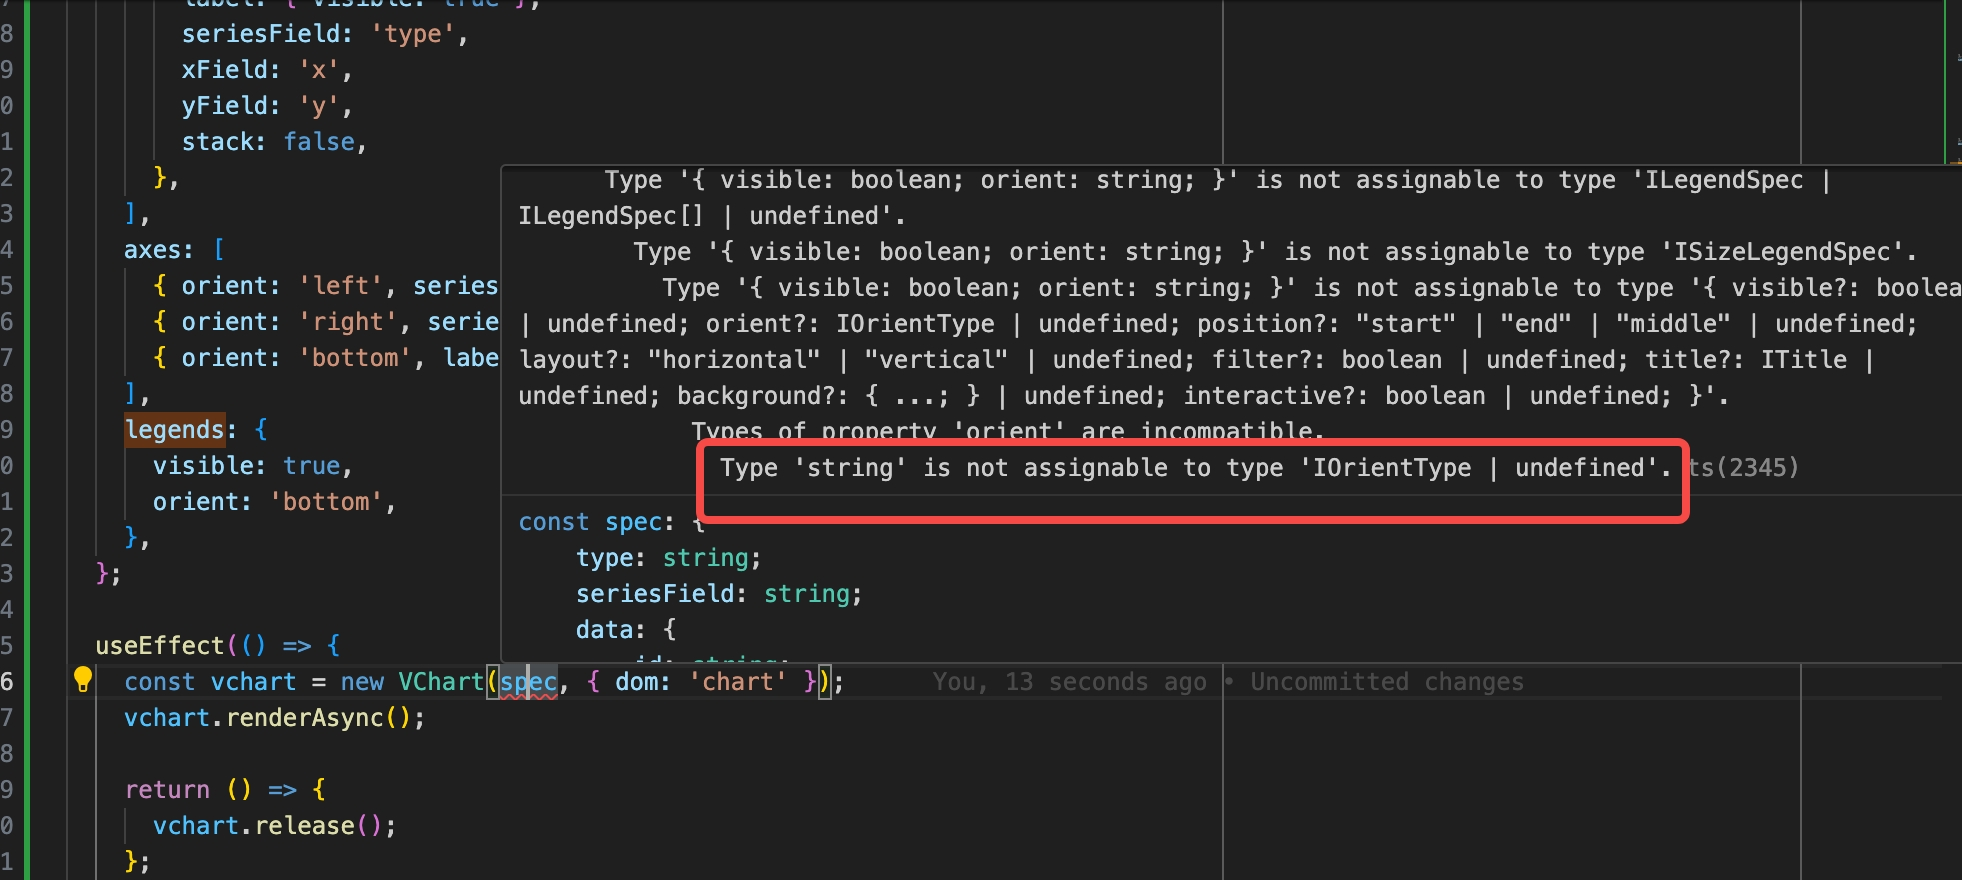 label: { visible: true },
8 seriesField: 'type',
9 xField: 'x',
0 yField: 'y',
1 stack: false,
2 },
3 ],
4 axes: [
5 { orient: 'left', series
6 { orient: 'right', serie
7 { orient: 'bottom', labe
8 ],
9 legends: {
0 visible: true,
1 orient: 'bottom',
2 },
3 };
4
5 useEffect(() => {
6 const vchart = new VChart(spec, { dom: 'chart' }); You, 13 seconds ago • Uncommitted changes
7 vchart.renderAsync();
8
9 return () => {
0 vchart.release();
1 };
Type '{ visible: boolean; orient: string; }' is not assignable to type 'ILegendSpec |
ILegendSpec[] | undefined'.
Type '{ visible: boolean; orient: string; }' is not assignable to type 'ISizeLegendSpec'.
Type '{ visible: boolean; orient: string; }' is not assignable to type '{ visible?: boolea
| undefined; orient?: IOrientType | undefined; position?: "start" | "end" | "middle" | undefined;
layout?: "horizontal" | "vertical" | undefined; filter?: boolean | undefined; title?: ITitle |
undefined; background?: { ...; } | undefined; interactive?: boolean | undefined; }'.
Types of property 'orient' are incompatible.
Type 'string' is not assignable to type 'IOrientType | undefined'. ts(2345)
const spec: {
type: string;
seriesField: string;
data: {
id: string;